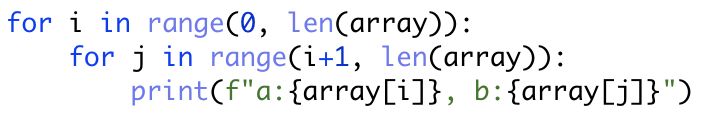 for i in range(0, len(array)):
    for j in range(i+1, len(array)):
        print(f"a:{array[i]}, b:{array[j]}")